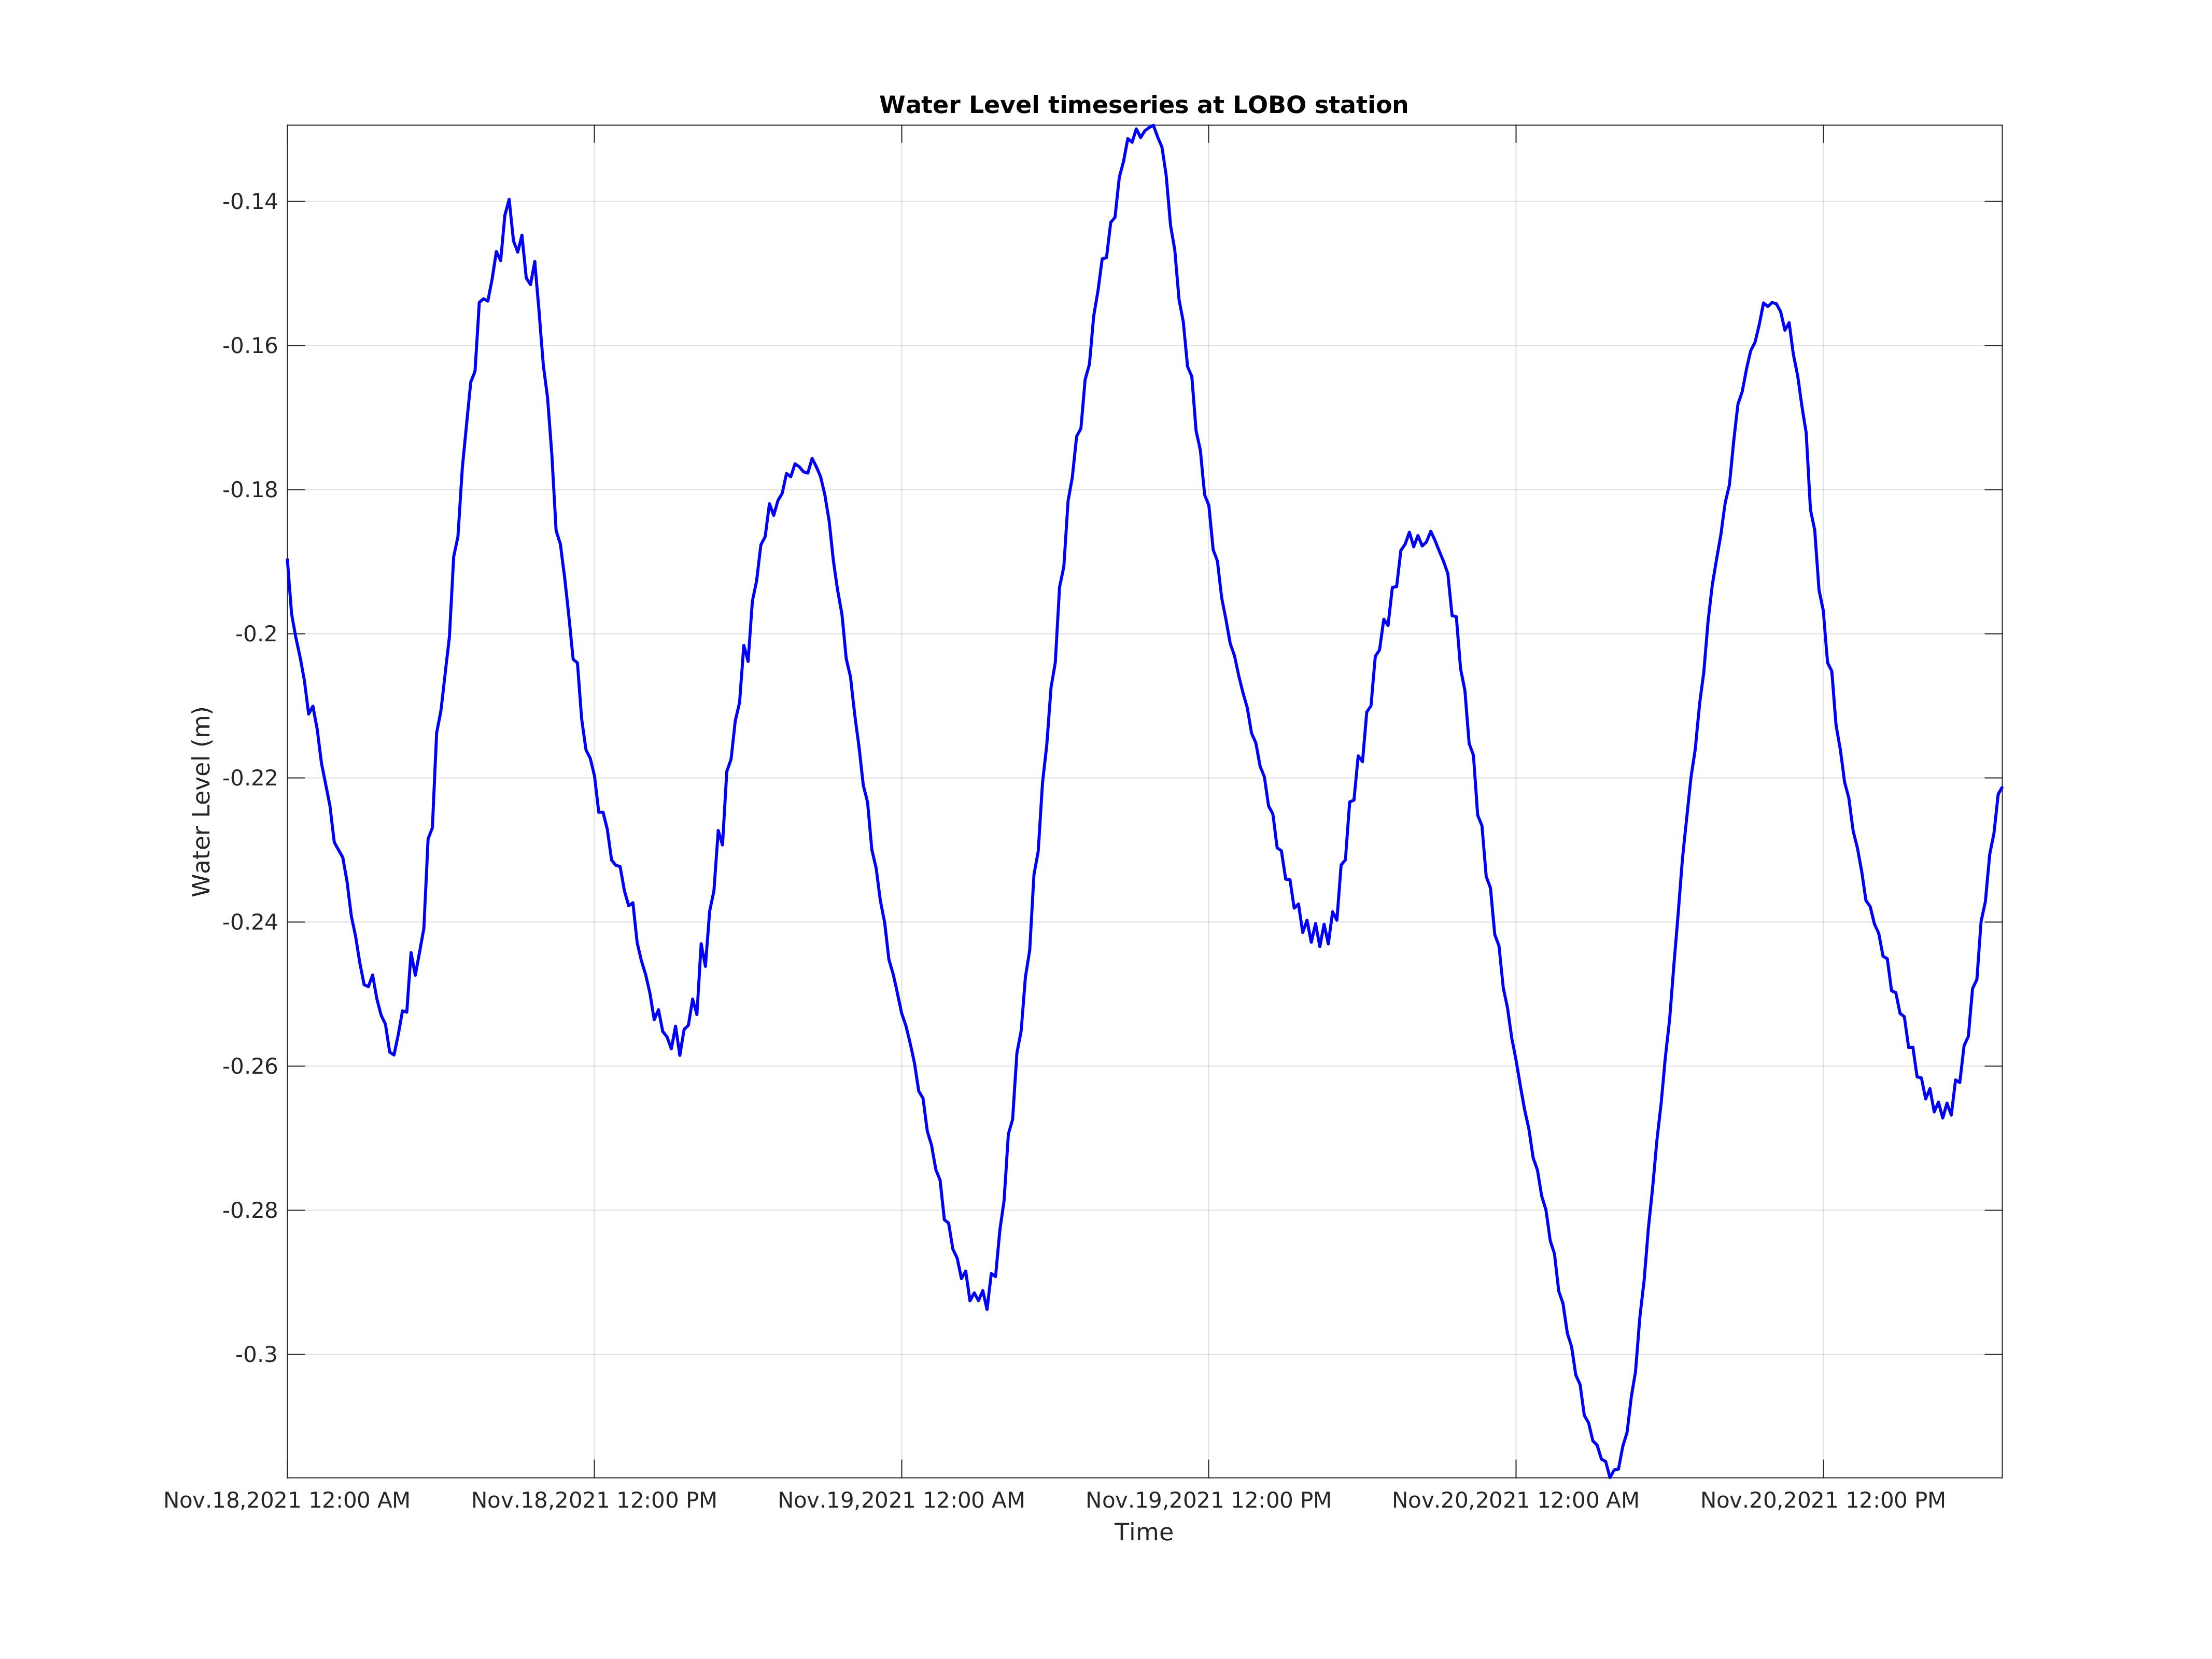 Water Level timeseries at LOBO station
-0.14
-0.16
-0.18
-0.2
-0.22
-0.24
-0.26
-0.28
-0.3
Water Level (m)
Nov.18,2021 12:00 AM
Nov.18,2021 12:00 PM
Nov.19,2021 12:00 AM
Nov.19,2021 12:00 PM
Nov.20,2021 12:00 AM
Nov.20,2021 12:00 PM
Time